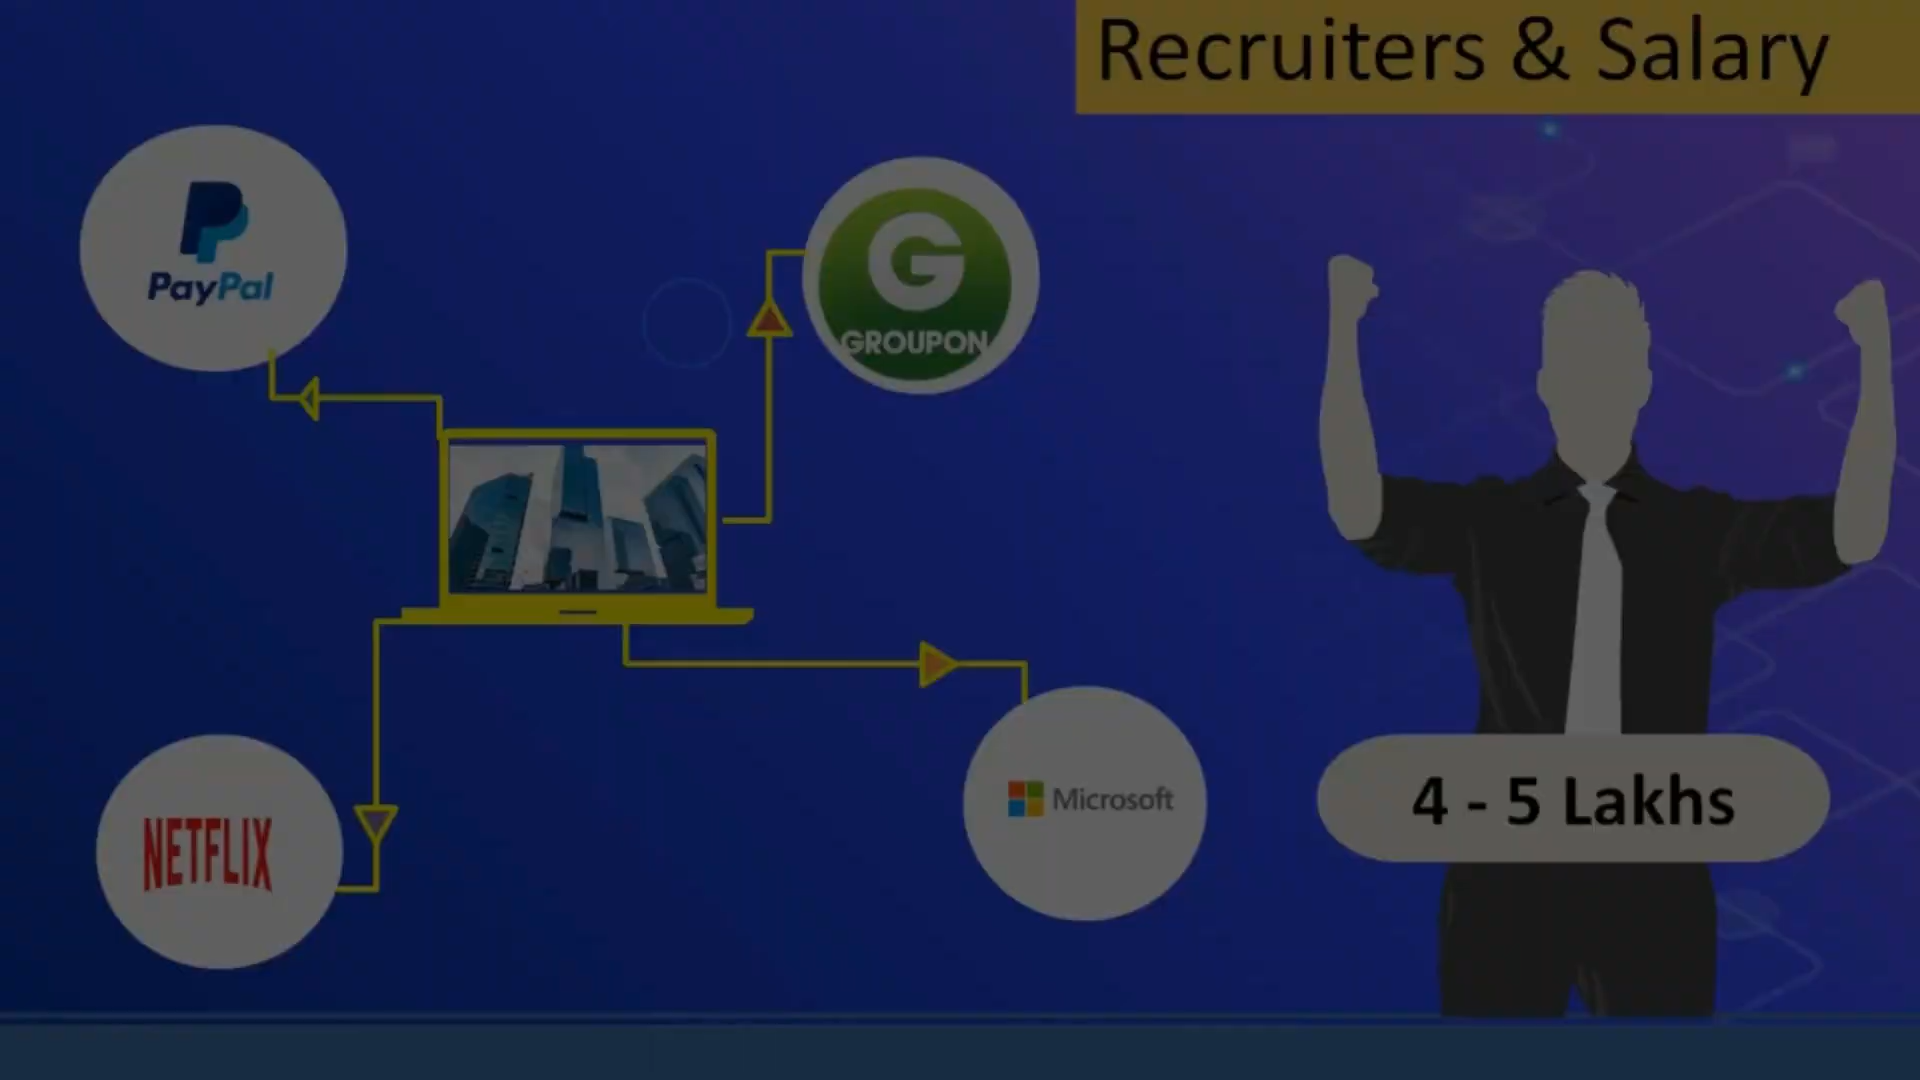 Recruiters & Salary
PayPal
G
GROUPON
Microsoft
4 - 5 Lakhs
NETFLIX